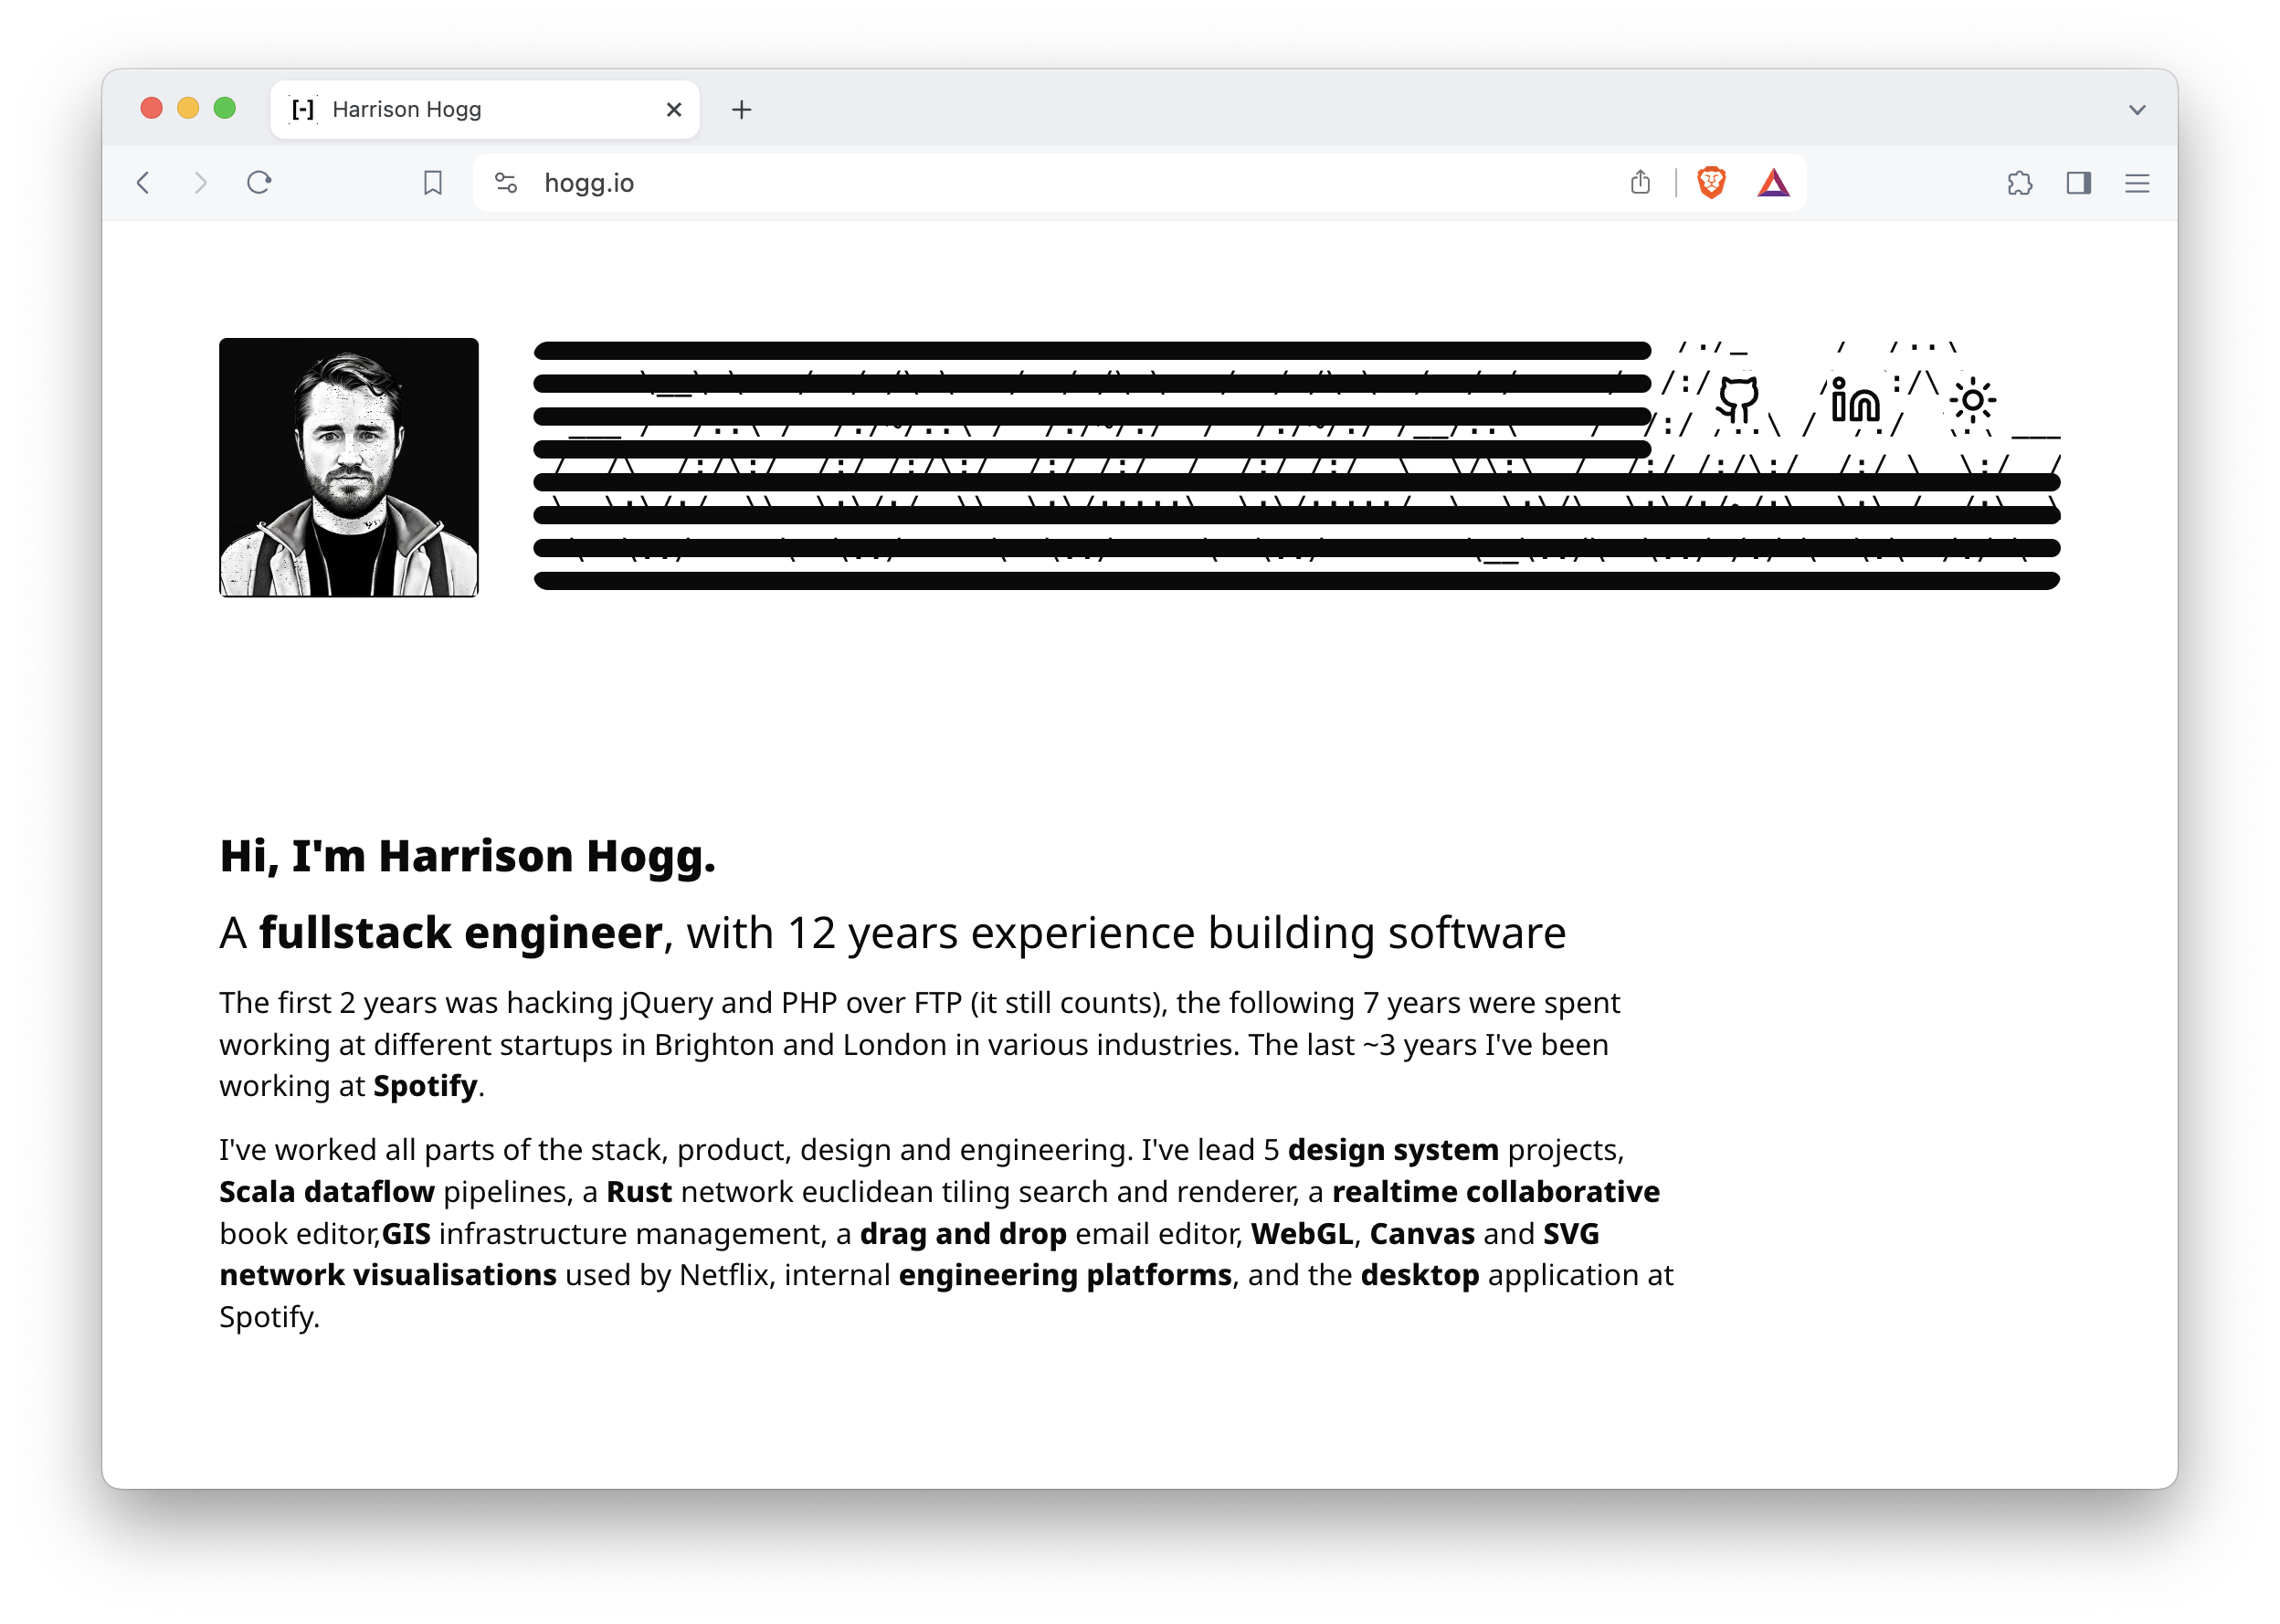 [-] Harrison Hogg
hogg.io
in
Hi, I'm Harrison Hogg.
A fullstack engineer, with 12 years experience building software
The first 2 years was hacking jQuery and PHP over FTP (it still counts), the following 7 years were spent
working at different startups in Brighton and London in various industries. The last ~3 years I've been
working at Spotify.
I've worked all parts of the stack, product, design and engineering. I've lead 5 design system projects,
Scala dataflow pipelines, a Rust network euclidean tiling search and renderer, a realtime collaborative
book editor,GIS infrastructure management, a drag and drop email editor, WebGL, Canvas and SVG
network visualisations used by Netflix, internal engineering platforms, and the desktop application at
Spotify.